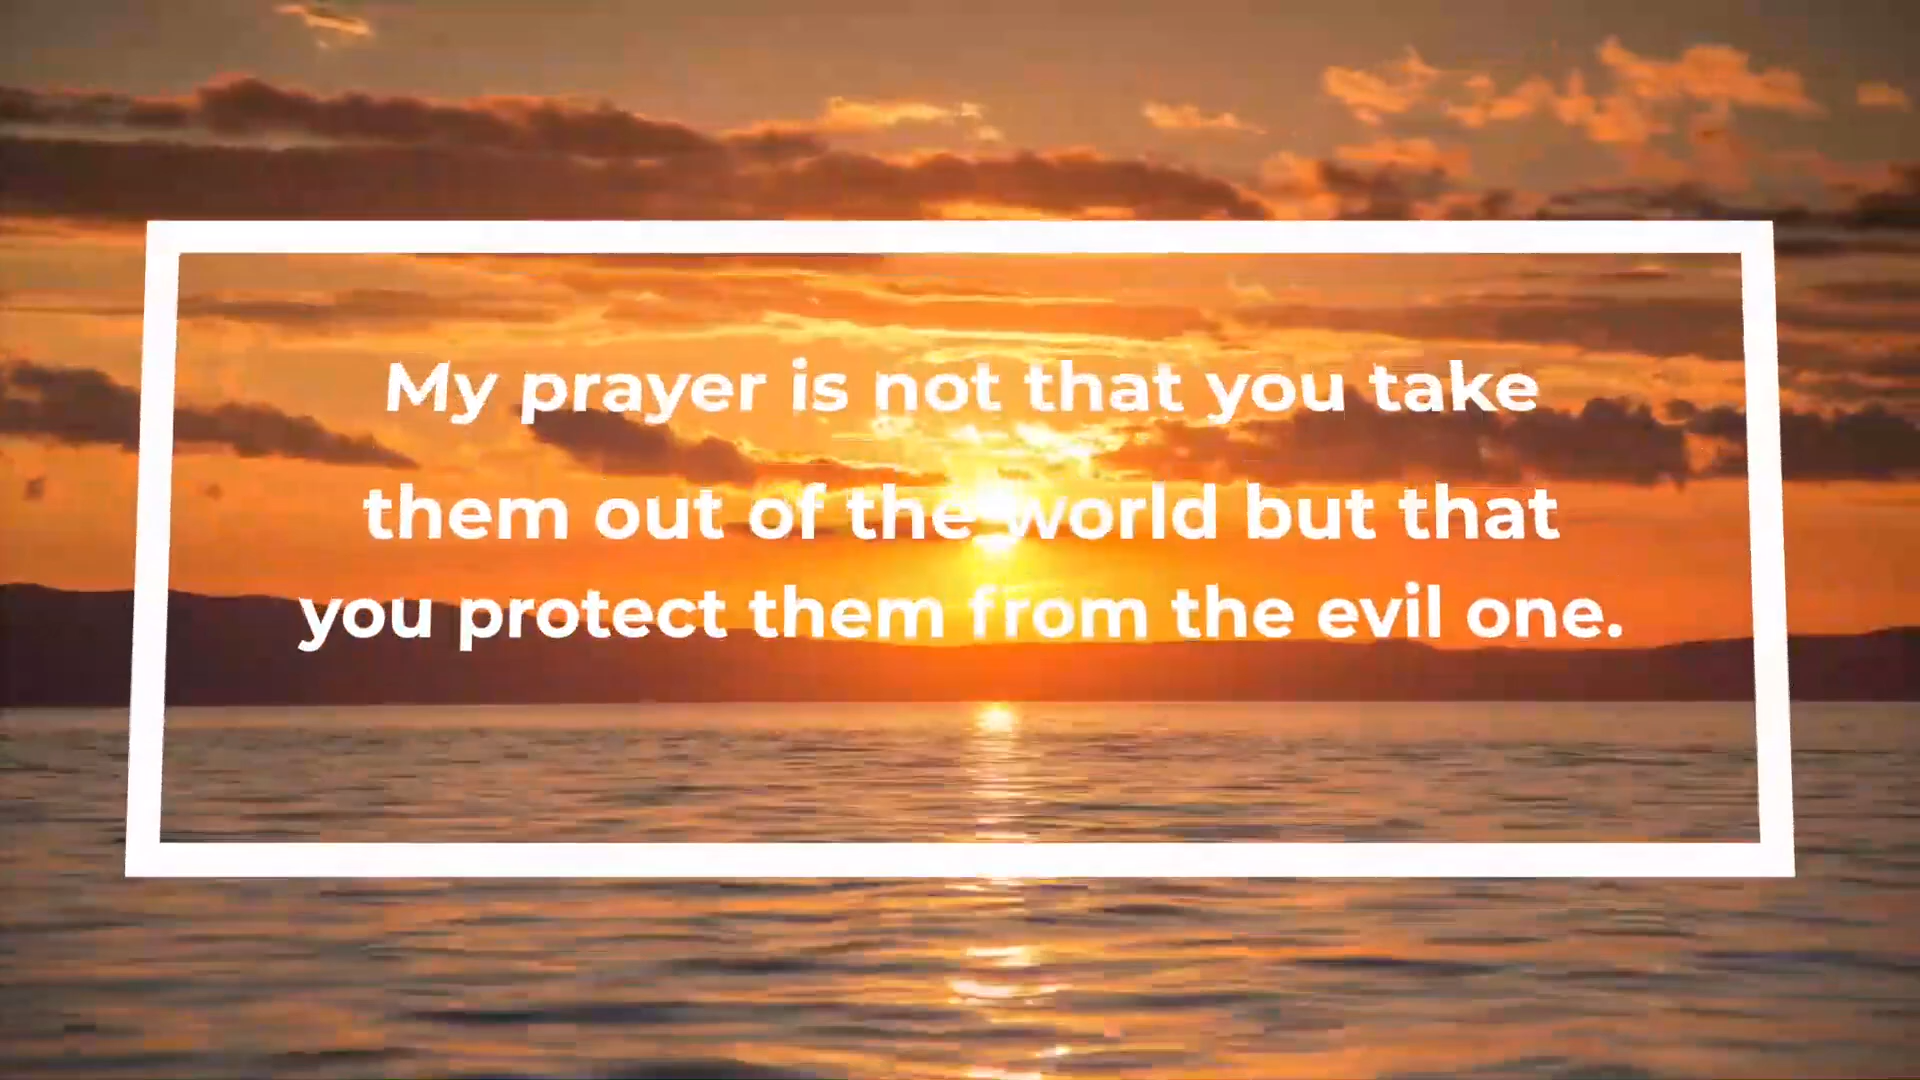 My prayer is not that you take
them out of the world but that
you protect them from the evil one.